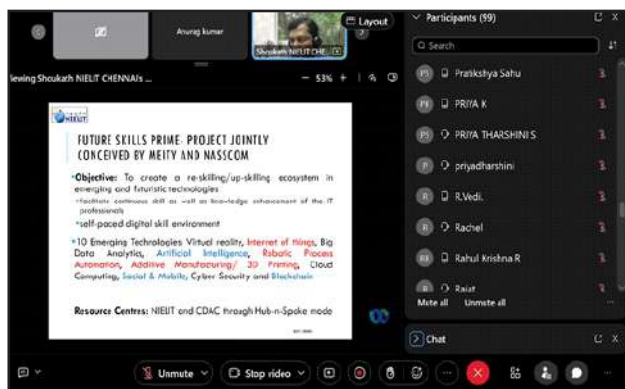 Layout
Anurag kumar
Shoukath NIELIT CHE...
Viewing Shoukath NIELIT CHENNAI's ...
53%
NIELIT
FUTURE SKILLS PRIME- PROJECT JOINTLY
CONCEIVED BY MEITY AND NASSCOM
Objective: To create a re-skilling/up-skilling ecosystem in
emerging and futuristic technologies
facilitate continuous skill as well as knowledge enhancement of the IT
professionals
self-paced digital skill environment
10 Emerging Technologies Virtual reality, Internet of things, Big
Data Analytics, Artificial Intelligence, Robotic Process
Automation, Additive Manufacturing/ 3D Printing, Cloud
Computing, Social & Mobile, Cyber Security and Blockchain
Resource Centres: NIELIT and CDAC through Hub-n-Spoke mode
Participants (99)
Search
PS Pratikshya Sahu
PK PRIYA K
PS PRIYA THARSHINI S
P priyadharshini
R R.Vedi.
R Rachel
RR Rahul Krishna R
R Rajat
Mute all Unmute all
Chat
Unmute
Stop video